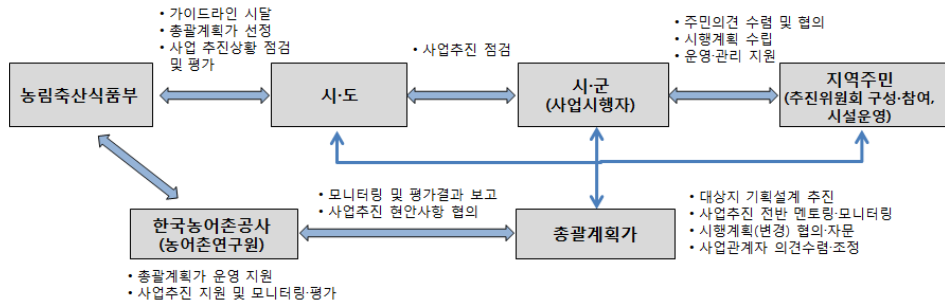 • 가이드라인 시달
• 총괄계획가 선정
• 사업 추진상황 점검
및 평가
• 사업추진 점검
• 주민의견 수렴 및 협의
• 시행계획 수립
• 운영·관리 지원
농림축산식품부
시·도
시·군
(사업시행자)
지역주민
(추진위원회 구성·참여,
시설운영)
• 모니터링 및 평가결과 보고
• 사업추진 현안사항 협의
한국농어촌공사
(농어촌연구원)
총괄계획가
• 대상지 기획설계 추진
• 사업추진 전반 멘토링·모니터링
• 시행계획(변경) 협의·자문
• 사업관계자 의견수렴·조정
• 총괄계획가 운영 지원
• 사업추진 지원 및 모니터링·평가